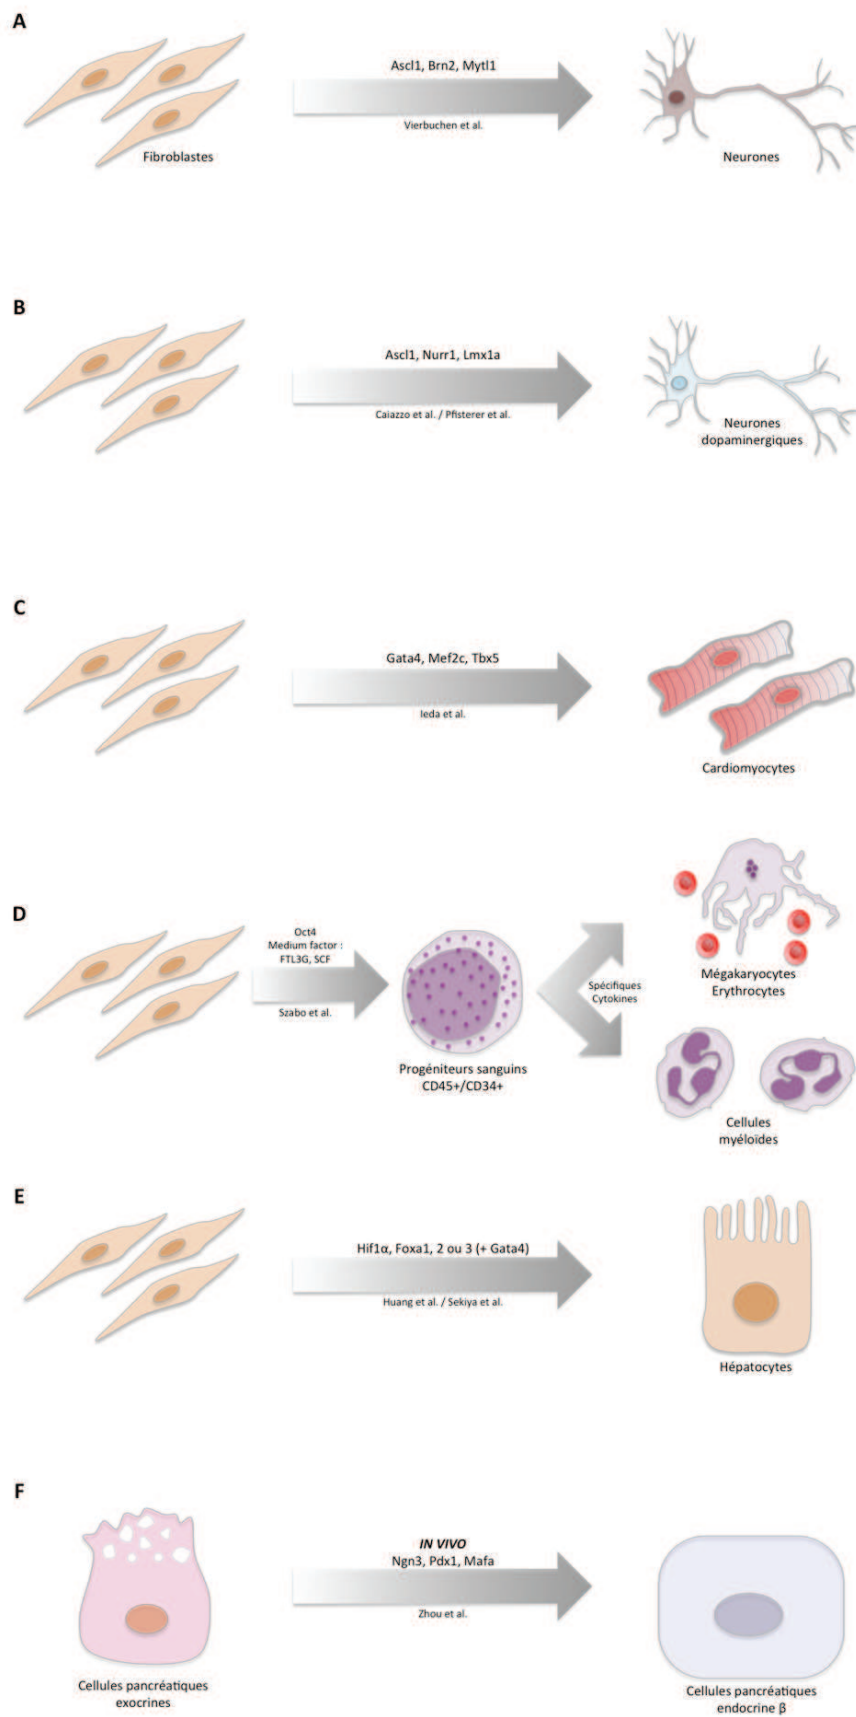 A
Ascl1, Brn2, Mytl1
Vierbuchen et al.
Fibroblastes
Neurones
B
Ascl1, Nurr1, Lmx1a
Caiazzo et al. / Pfisterer et al.
Neurones
dopaminergiques
C
Gata4, Mef2c, Tbx5
Ieda et al.
Cardiomyocytes
D
Oct4
Medium factor :
FTL3G, SCF
Szabo et al.
Progéniteurs sanguins
CD45+/CD34+
Spécifiques
Cytokines
Mégakaryocytes
Erythrocytes
Cellules
myéloïdes
E
Hif1α, Foxa1, 2 ou 3 (+ Gata4)
Huang et al. / Sekiya et al.
Hépatocytes
F
IN VIVO
Ngn3, Pdx1, Mafa
Zhou et al.
Cellules pancréatiques
exocrines
Cellules pancréatiques
endocrine β